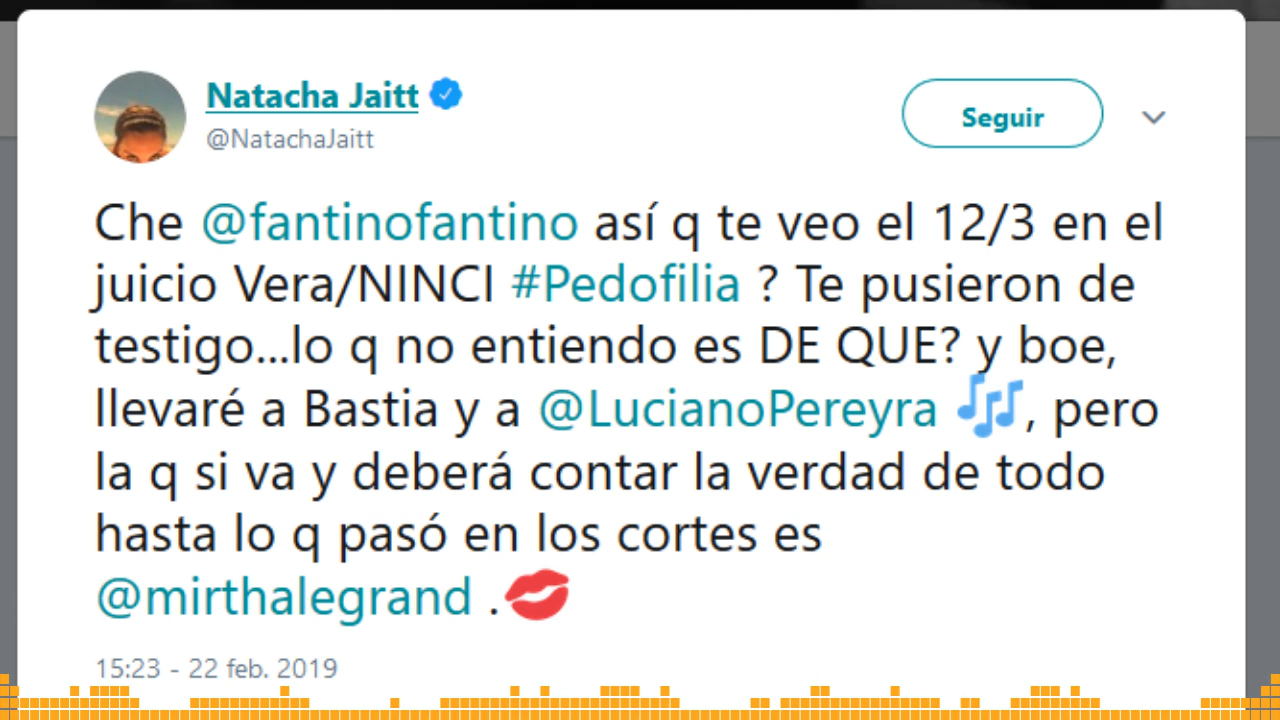 Natacha Jaitt
@NatachaJaitt
Seguir
Che @fantinofantino así q te veo el 12/3 en el
juicio Vera/NINCI #Pedofilia ? Te pusieron de
testigo...lo q no entiendo es DE QUE? y boe,
llevaré a Bastia y a @LucianoPereyra 🎶, pero
la q si va y deberá contar la verdad de todo
hasta lo q pasó en los cortes es
@mirthalegrand .💋
15:23 - 22 feb. 2019